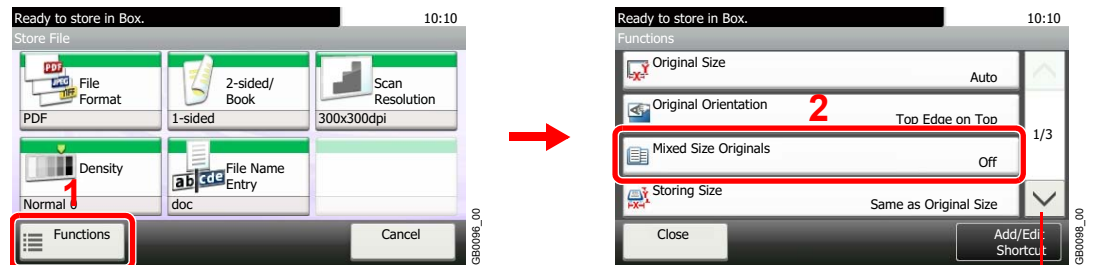 Ready to store in Box. 10:10
Store File
PDF
JPEG
TIFF
File
Format
PDF
2-sided/
Book
1-sided
Scan
Resolution
300x300dpi
Density
Normal 0
ab|cde
File Name
Entry
doc
1
Functions
Cancel
GB0096_00
Ready to store in Box. 10:10
Functions
Original Size
Auto
Original Orientation
Top Edge on Top
2
Mixed Size Originals
Off
Storing Size
Same as Original Size
1/3
Close
Add/Edit
Shortcut
GB0098_00